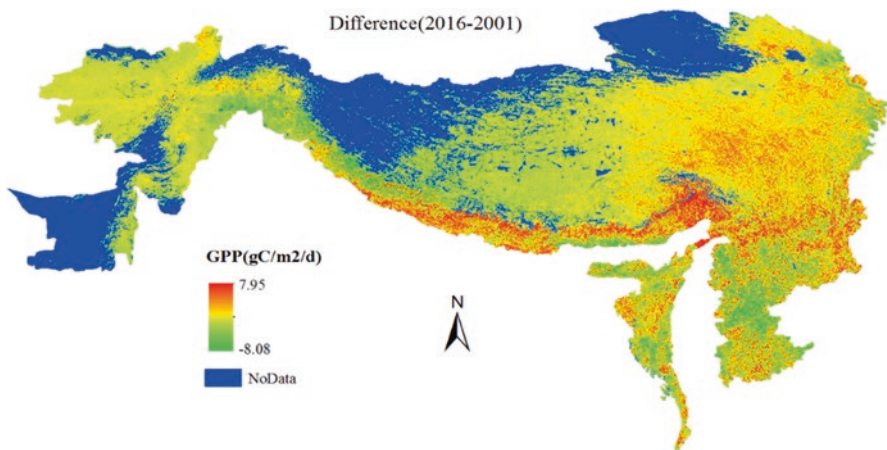 Difference(2016-2001)
GPP(gC/m2/d)
7.95
-8.08
NoData
N